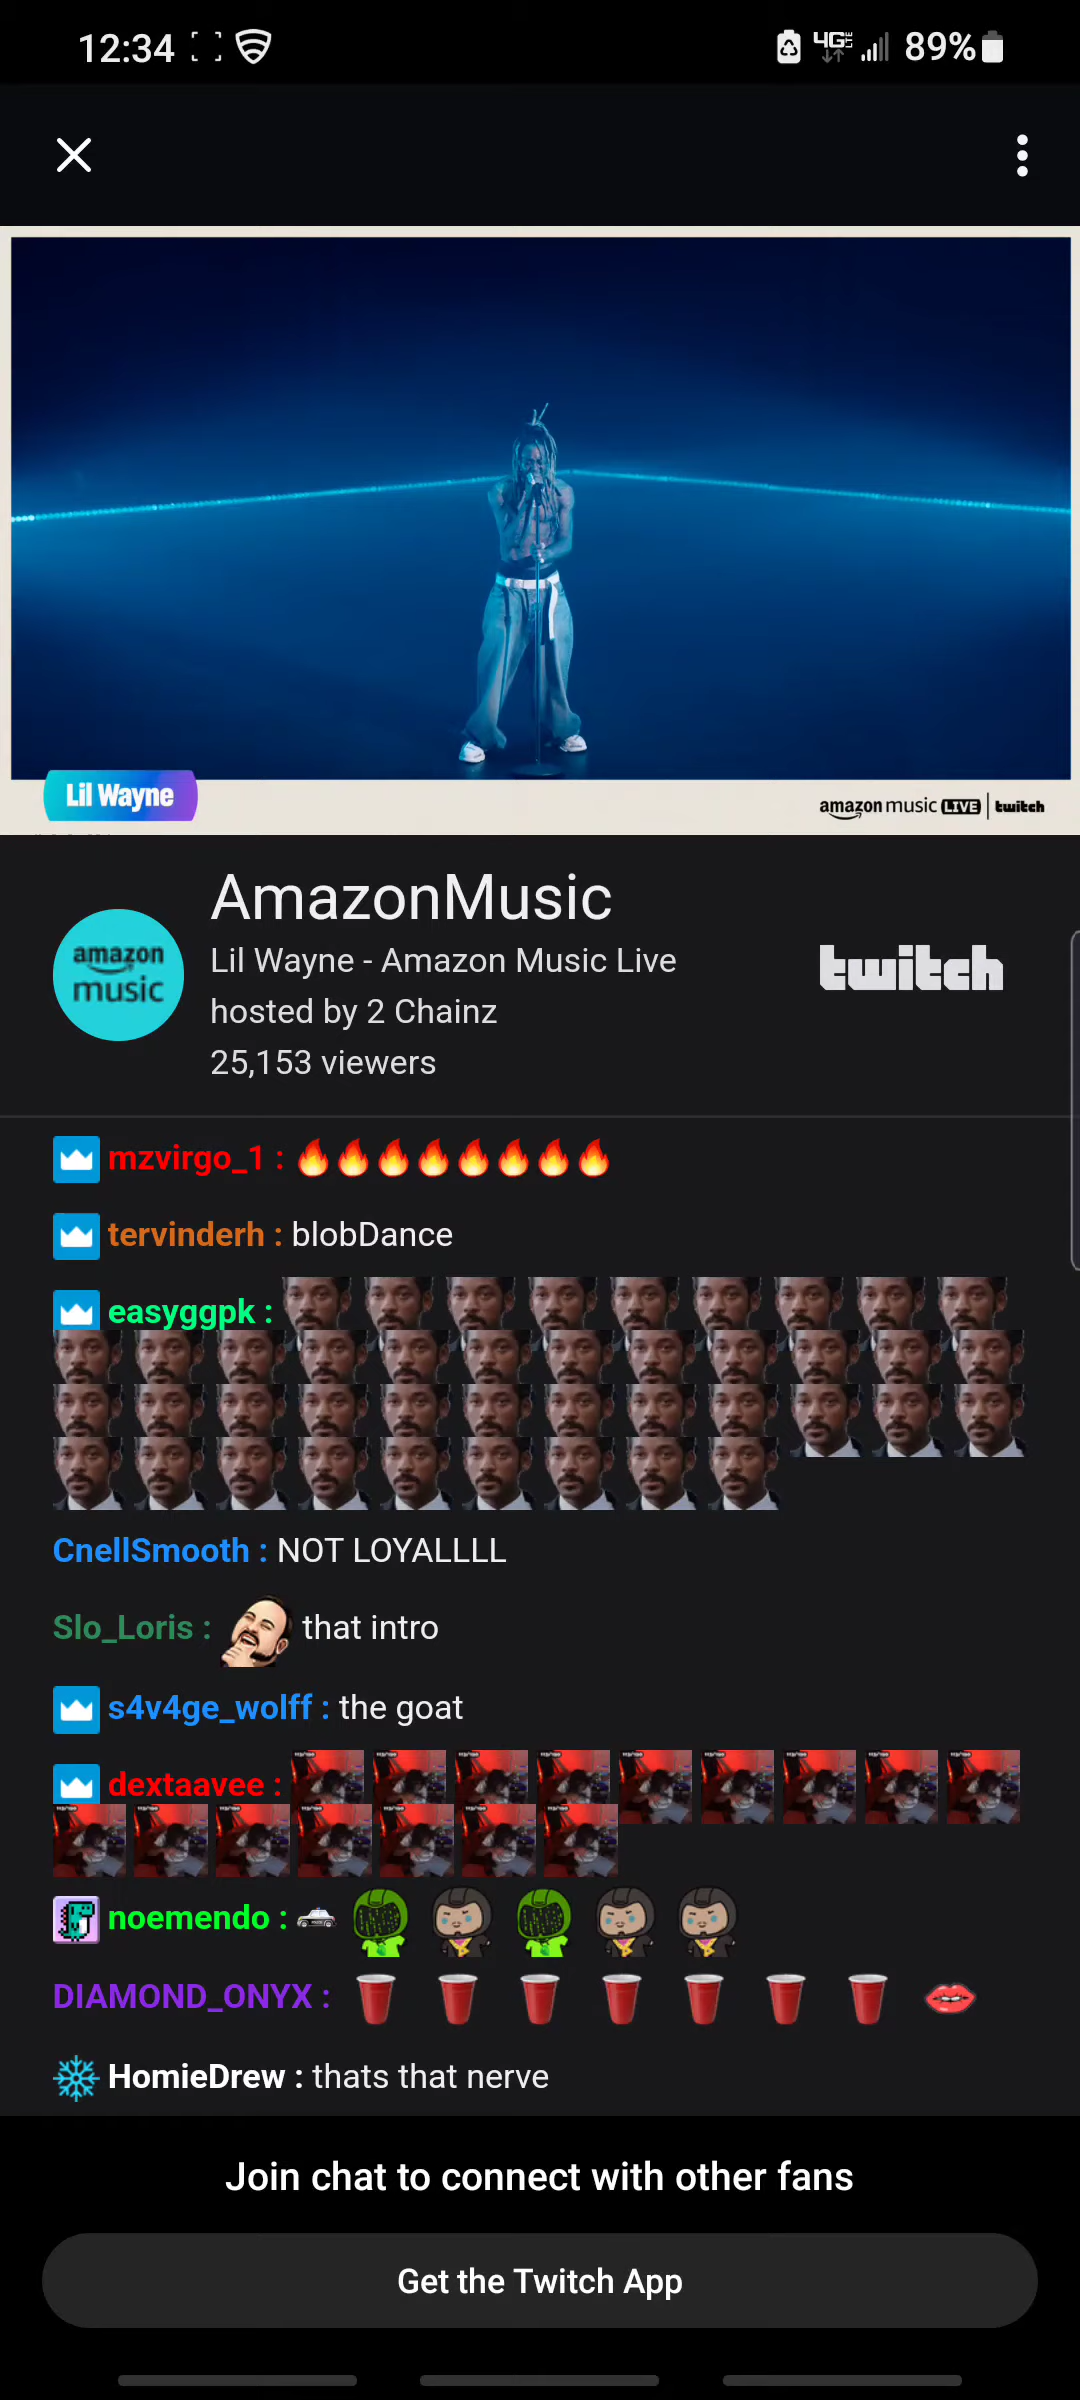 12:34
4G LTE
89%
Lil Wayne
amazon music LIVE | twitch
AmazonMusic
amazon music
Lil Wayne - Amazon Music Live
hosted by 2 Chainz
twitch
25,153 viewers
mzvirgo_1 : 🔥🔥🔥🔥🔥🔥🔥🔥
tervinderh : blobDance
easyggpk :
CnellSmooth : NOT LOYALLLL
Slo_Loris : that intro
s4v4ge_wolff : the goat
dextaavee :
noemendo :
DIAMOND_ONYX :
HomieDrew : thats that nerve
Join chat to connect with other fans
Get the Twitch App